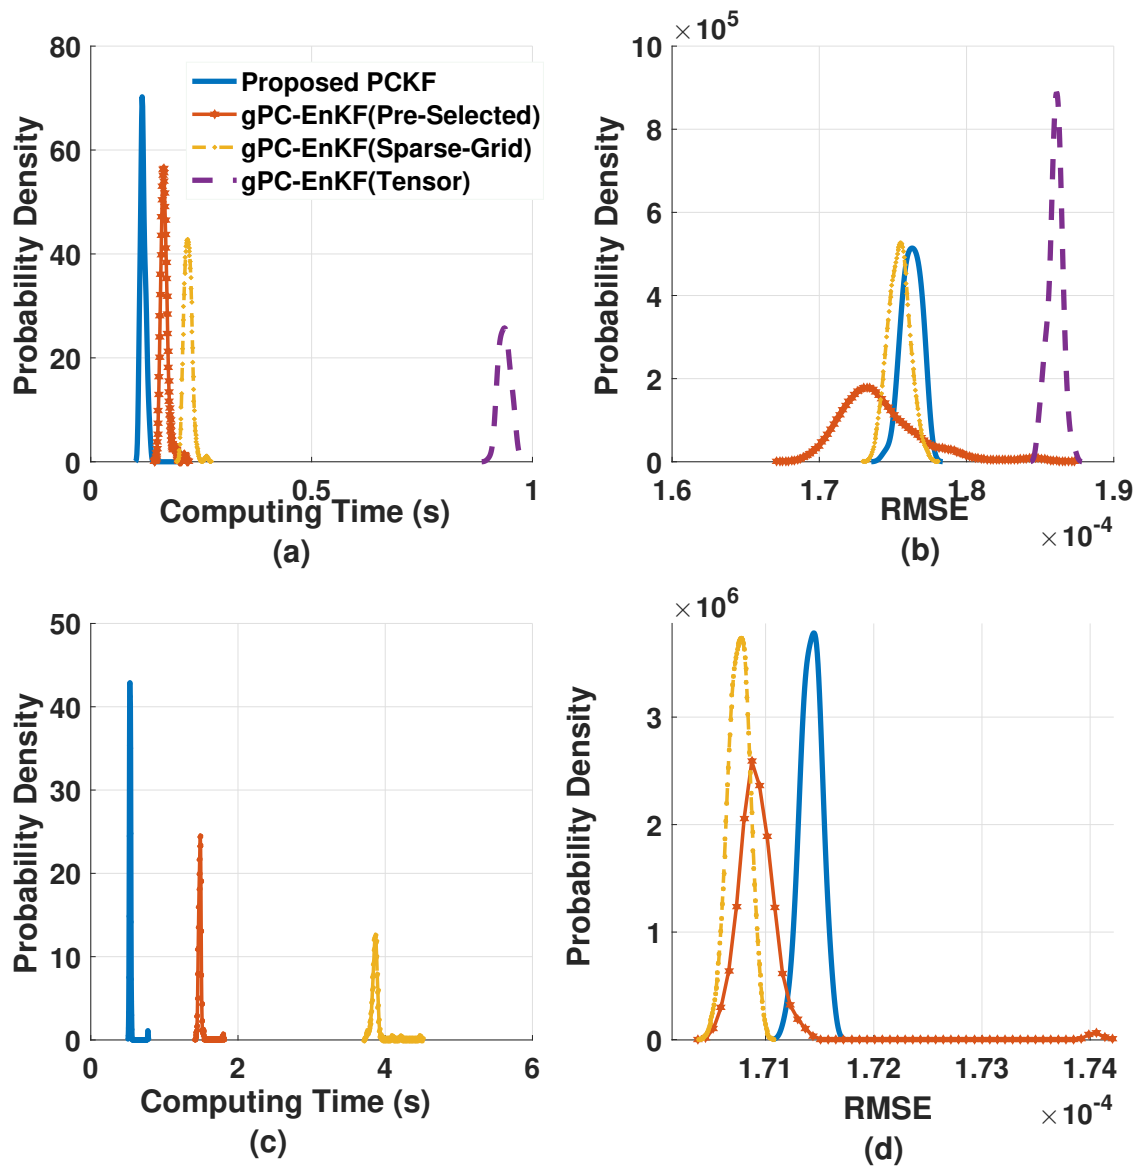 80
60
40
20
0
Probability Density
Proposed PCKF
gPC-EnKF(Pre-Selected)
gPC-EnKF(Sparse-Grid)
gPC-EnKF(Tensor)
0 0.5 1
Computing Time (s)
(a)
× 10^5
10
8
6
4
2
0
Probability Density
1.6 1.7 1.8 1.9
RMSE
× 10^-4
(b)
50
40
30
20
10
0
Probability Density
0 2 4 6
Computing Time (s)
(c)
× 10^6
3
2
1
0
Probability Density
1.71 1.72 1.73 1.74
RMSE
× 10^-4
(d)